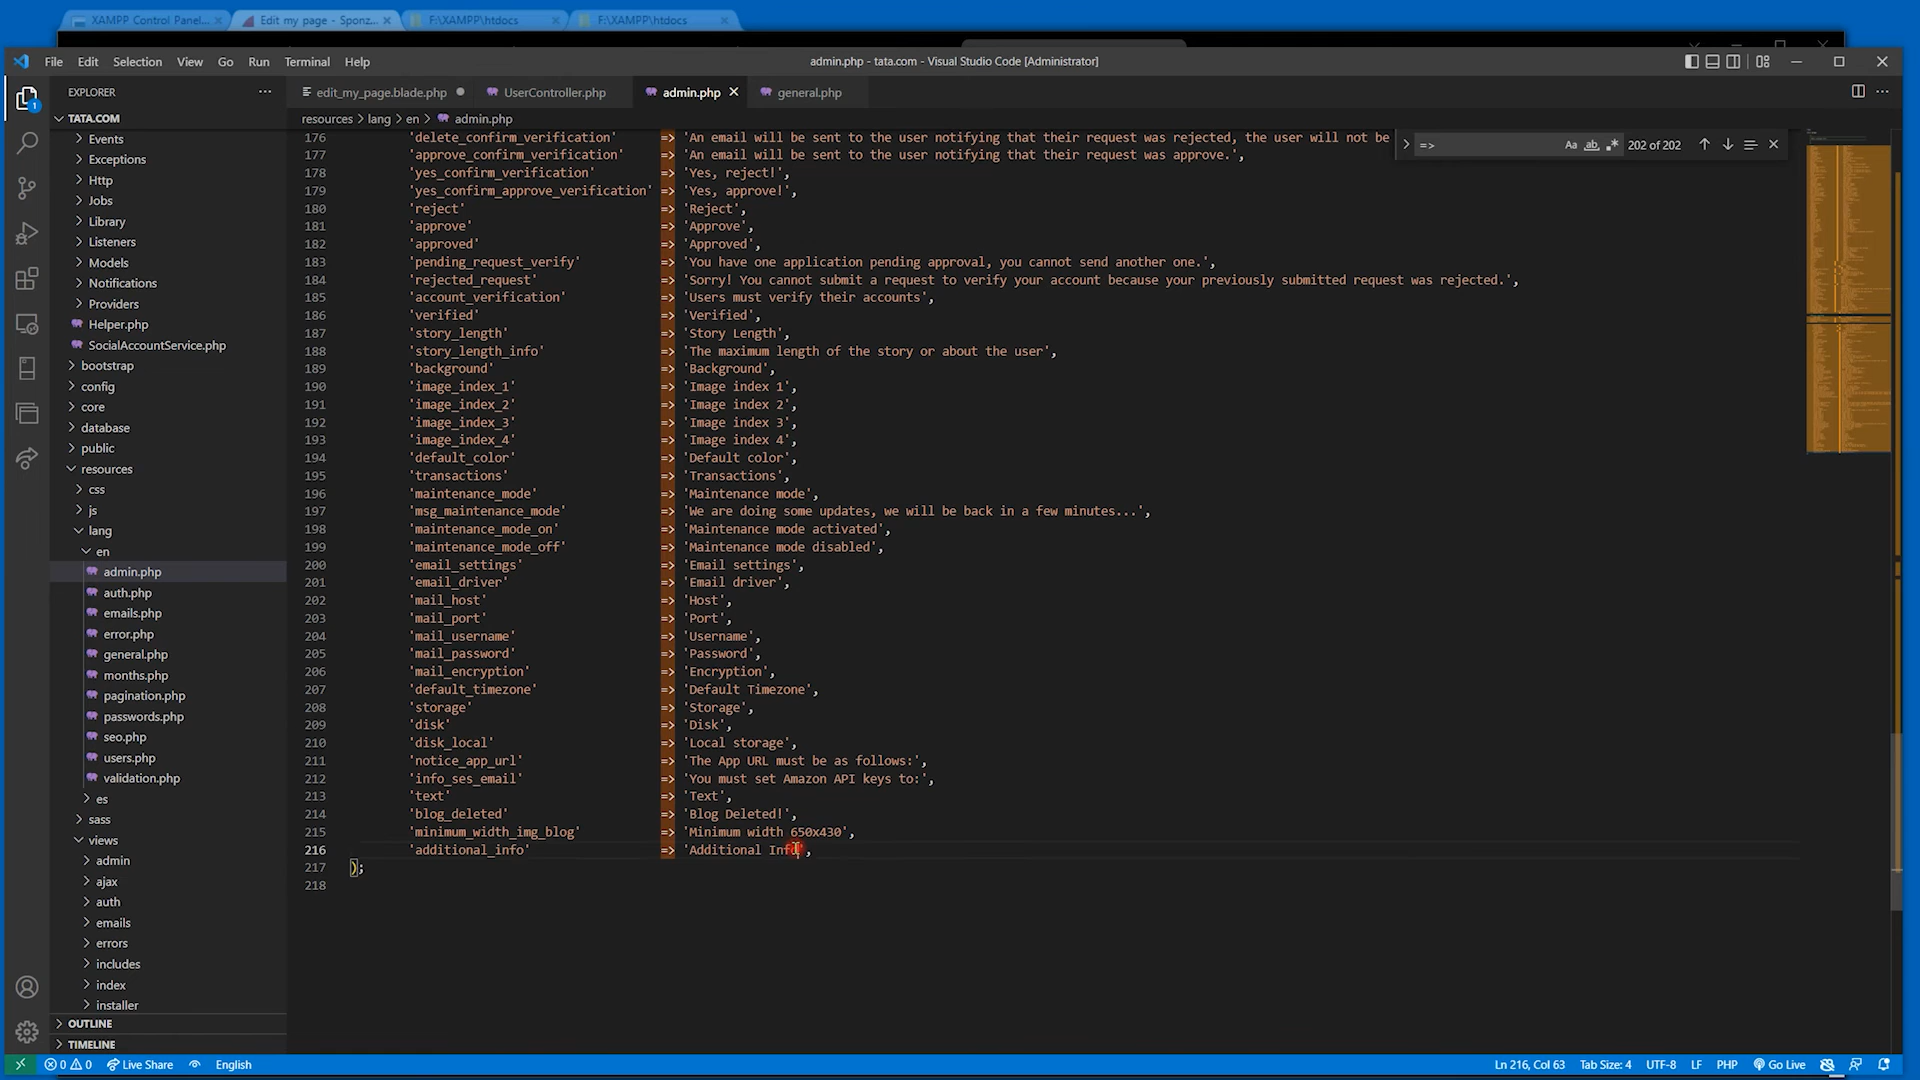 XAMPP Control Panel... ×
Edit my page - Sponz... ×
F:\XAMPP\htdocs ×
F:\XAMPP\htdocs ×
File Edit Selection View Go Run Terminal Help
admin.php - tata.com - Visual Studio Code [Administrator]
EXPLORER
edit_my_page.blade.php
UserController.php
admin.php
general.php
resources > lang > en > admin.php
=>
Aa ab .* 202 of 202
1
TATA.COM
Events
Exceptions
Http
Jobs
Library
Listeners
Models
Notifications
Providers
Helper.php
SocialAccountService.php
bootstrap
config
core
database
public
resources
css
js
lang
en
admin.php
auth.php
emails.php
error.php
general.php
months.php
pagination.php
passwords.php
seo.php
users.php
validation.php
es
sass
views
admin
ajax
auth
emails
errors
includes
index
installer
OUTLINE
TIMELINE
176 'delete_confirm_verification' => 'An email will be sent to the user notifying that their request was rejected, the user will not be
177 'approve_confirm_verification' => 'An email will be sent to the user notifying that their request was approve.',
178 'yes_confirm_verification' => 'Yes, reject!',
179 'yes_confirm_approve_verification' => 'Yes, approve!',
180 'reject' => 'Reject',
181 'approve' => 'Approve',
182 'approved' => 'Approved',
183 'pending_request_verify' => 'You have one application pending approval, you cannot send another one.',
184 'rejected_request' => 'Sorry! You cannot submit a request to verify your account because your previously submitted request was rejected.',
185 'account_verification' => 'Users must verify their accounts',
186 'verified' => 'Verified',
187 'story_length' => 'Story Length',
188 'story_length_info' => 'The maximum length of the story or about the user',
189 'background' => 'Background',
190 'image_index_1' => 'Image index 1',
191 'image_index_2' => 'Image index 2',
192 'image_index_3' => 'Image index 3',
193 'image_index_4' => 'Image index 4',
194 'default_color' => 'Default color',
195 'transactions' => 'Transactions',
196 'maintenance_mode' => 'Maintenance mode',
197 'msg_maintenance_mode' => 'We are doing some updates, we will be back in a few minutes...',
198 'maintenance_mode_on' => 'Maintenance mode activated',
199 'maintenance_mode_off' => 'Maintenance mode disabled',
200 'email_settings' => 'Email settings',
201 'email_driver' => 'Email driver',
202 'mail_host' => 'Host',
203 'mail_port' => 'Port',
204 'mail_username' => 'Username',
205 'mail_password' => 'Password',
206 'mail_encryption' => 'Encryption',
207 'default_timezone' => 'Default Timezone',
208 'storage' => 'Storage',
209 'disk' => 'Disk',
210 'disk_local' => 'Local storage',
211 'notice_app_url' => 'The App URL must be as follows:',
212 'info_ses_email' => 'You must set Amazon API keys to:',
213 'text' => 'Text',
214 'blog_deleted' => 'Blog Deleted!',
215 'minimum_width_img_blog' => 'Minimum width 650x430',
216 'additional_info' => 'Additional Info',
217 );
218
0 0 Live Share English
Ln 216, Col 63 Tab Size: 4 UTF-8 LF PHP Go Live